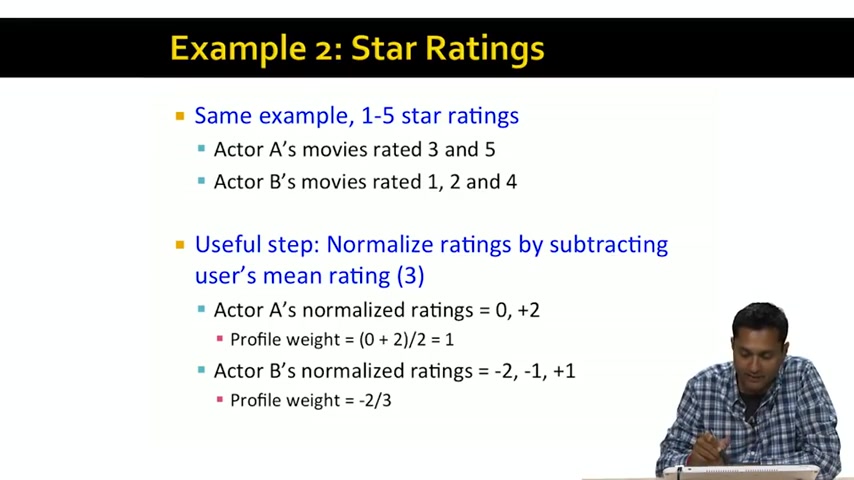 Example 2: Star Ratings
Same example, 1-5 star ratings
Actor A's movies rated 3 and 5
Actor B's movies rated 1, 2 and 4
Useful step: Normalize ratings by subtracting
user's mean rating (3)
Actor A's normalized ratings = 0, +2
Profile weight = (0 + 2)/2 = 1
Actor B's normalized ratings = -2, -1, +1
Profile weight = -2/3